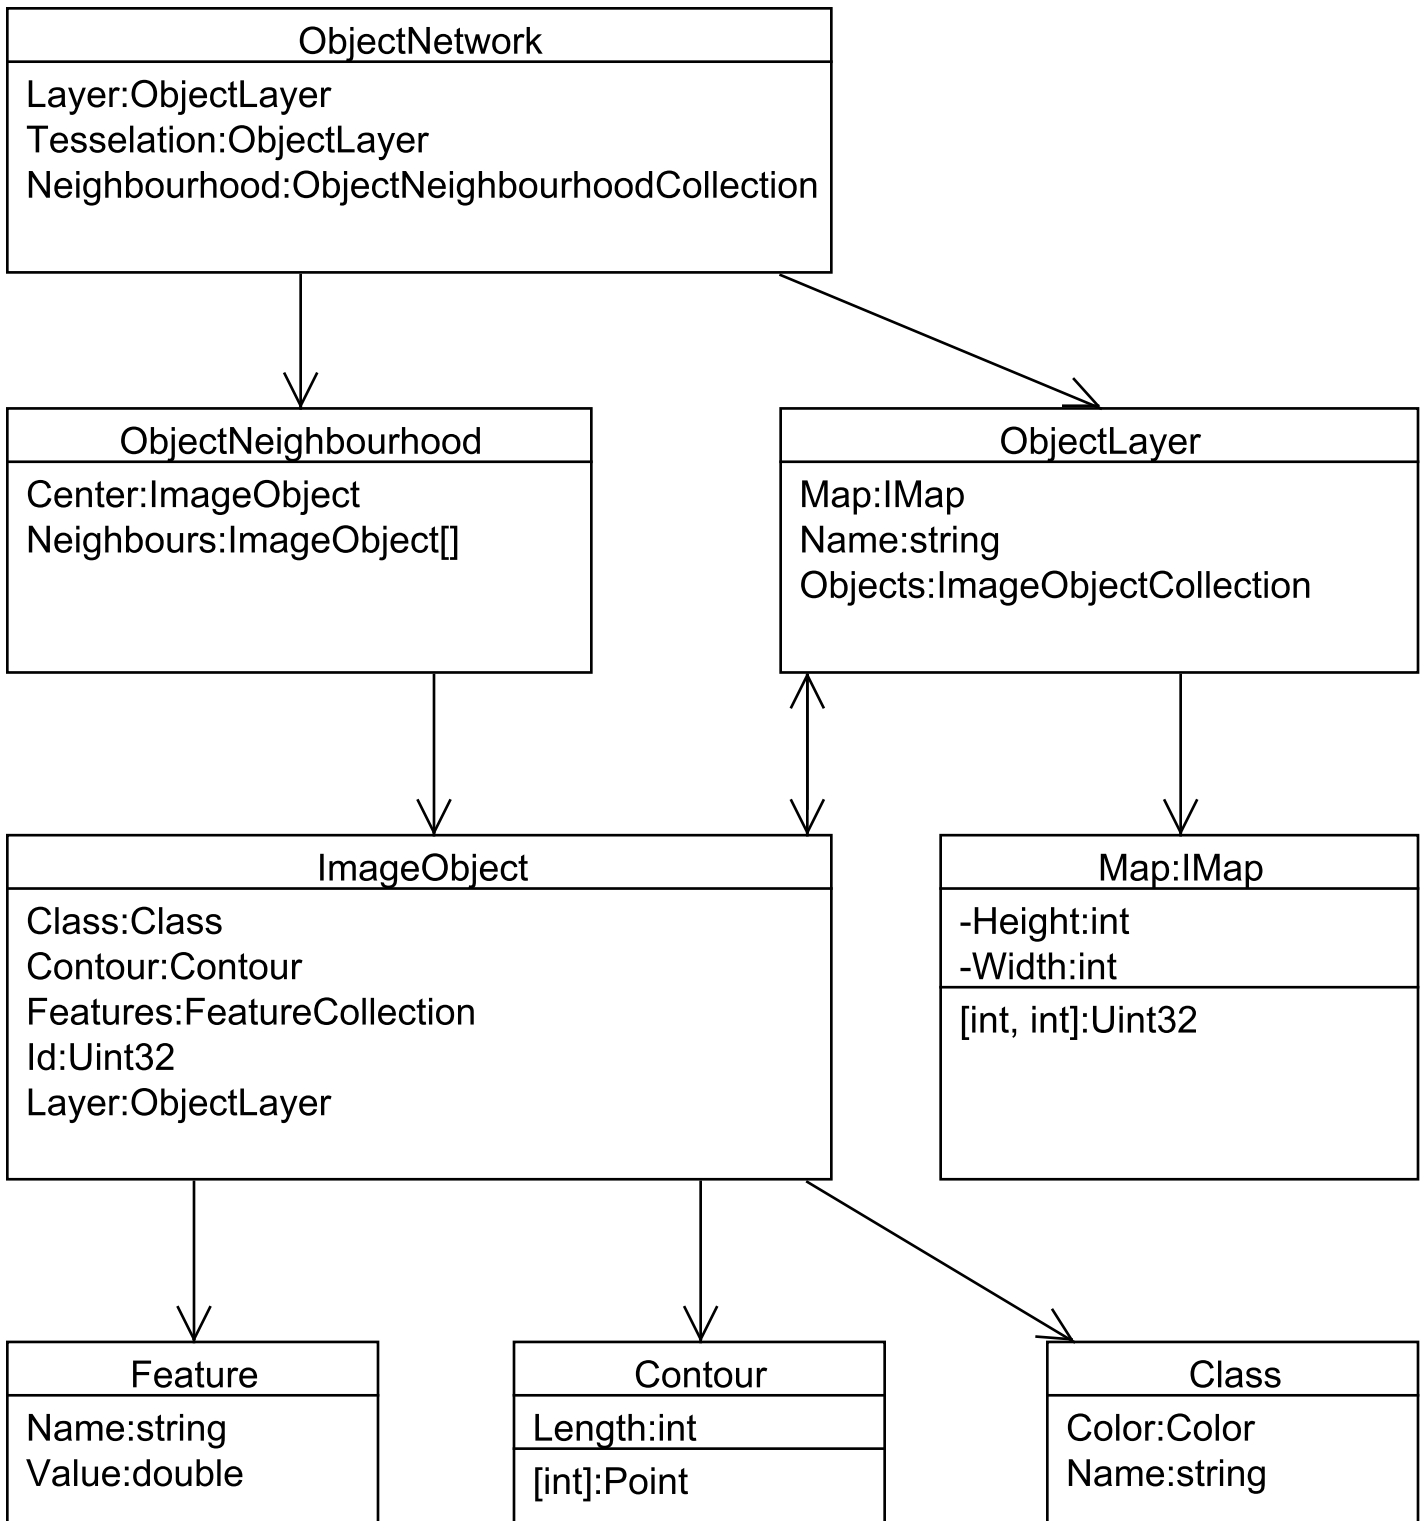 ObjectNetwork
Layer:ObjectLayer
Tesselation:ObjectLayer
Neighbourhood:ObjectNeighbourhoodCollection
ObjectNeighbourhood
Center:ImageObject
Neighbours:ImageObject[]
ObjectLayer
Map:IMap
Name:string
Objects:ImageObjectCollection
ImageObject
Class:Class
Contour:Contour
Features:FeatureCollection
Id:Uint32
Layer:ObjectLayer
Map:IMap
-Height:int
-Width:int
[int, int]:Uint32
Feature
Name:string
Value:double
Contour
Length:int
[int]:Point
Class
Color:Color
Name:string